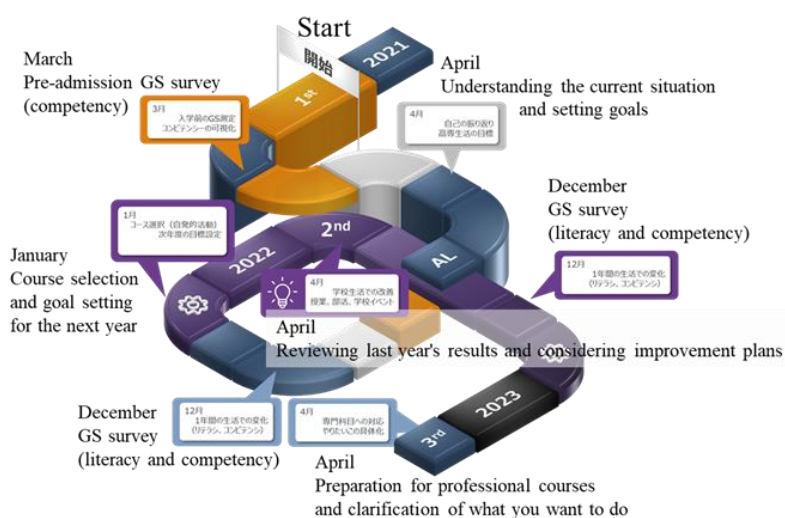 Start
開始
2021
1st
March
Pre-admission GS survey
(competency)
3月
入学前のGS測定
コンピテンシーの可視化
April
Understanding the current situation
and setting goals
4月
自己の振り返り
高専生活の目標
AL
December
GS survey
(literacy and competency)
12月
1年間の生活での変化
(リテラシ、コンピテンシ)
1月
コース選択（自発的活動）
次年度の目標設定
January
Course selection
and goal setting
for the next year
2nd
2022
4月
学校生活での改善
授業、部活、学校イベント
April
Reviewing last year's results and considering improvement plans
December
GS survey
(literacy and competency)
12月
1年間の生活での変化
(リテラシ、コンピテンシ)
4月
専門科目への対応
やりたいこの具体化
2023
3rd
April
Preparation for professional courses
and clarification of what you want to do